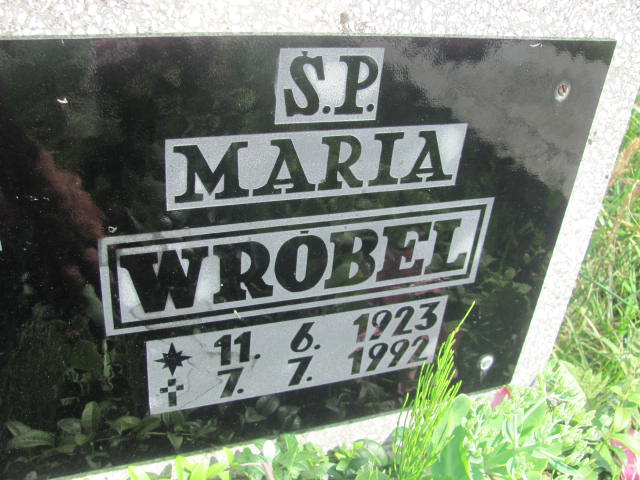 Ś.P.
MARIA
WRÓBEL
11. 6. 1923
7. 7. 1992